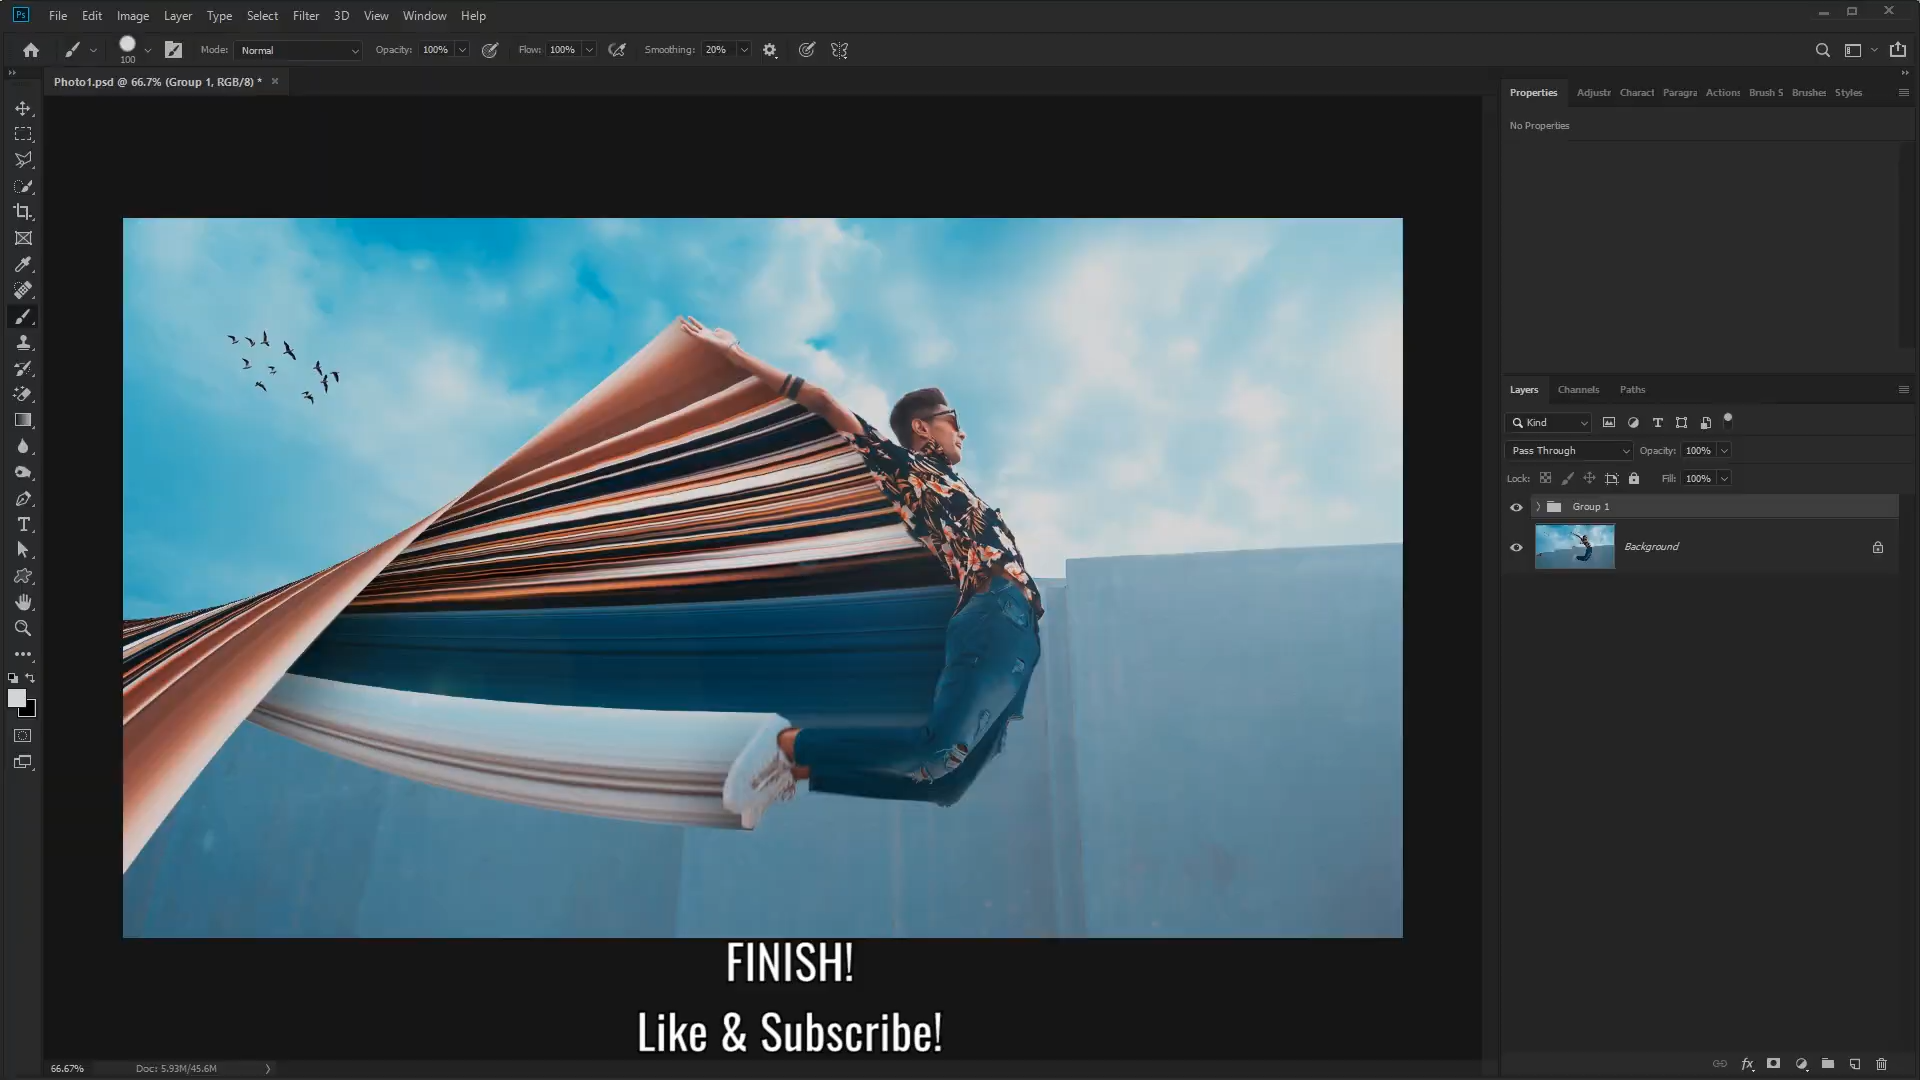 Ps File Edit Image Layer Type Select Filter 3D View Window Help
100 Mode: Normal Opacity: 100% Flow: 100% Smoothing: 20%
Photo1.psd @ 66.7% (Group 1, RGB/8) *
Properties Adjustr Charact Paragra Actions Brush S Brushes Styles
No Properties
Layers Channels Paths
Kind
Pass Through Opacity: 100%
Lock: Fill: 100%
Group 1
Background
FINISH!
Like & Subscribe!
66.67% Doc: 5.93M/45.6M